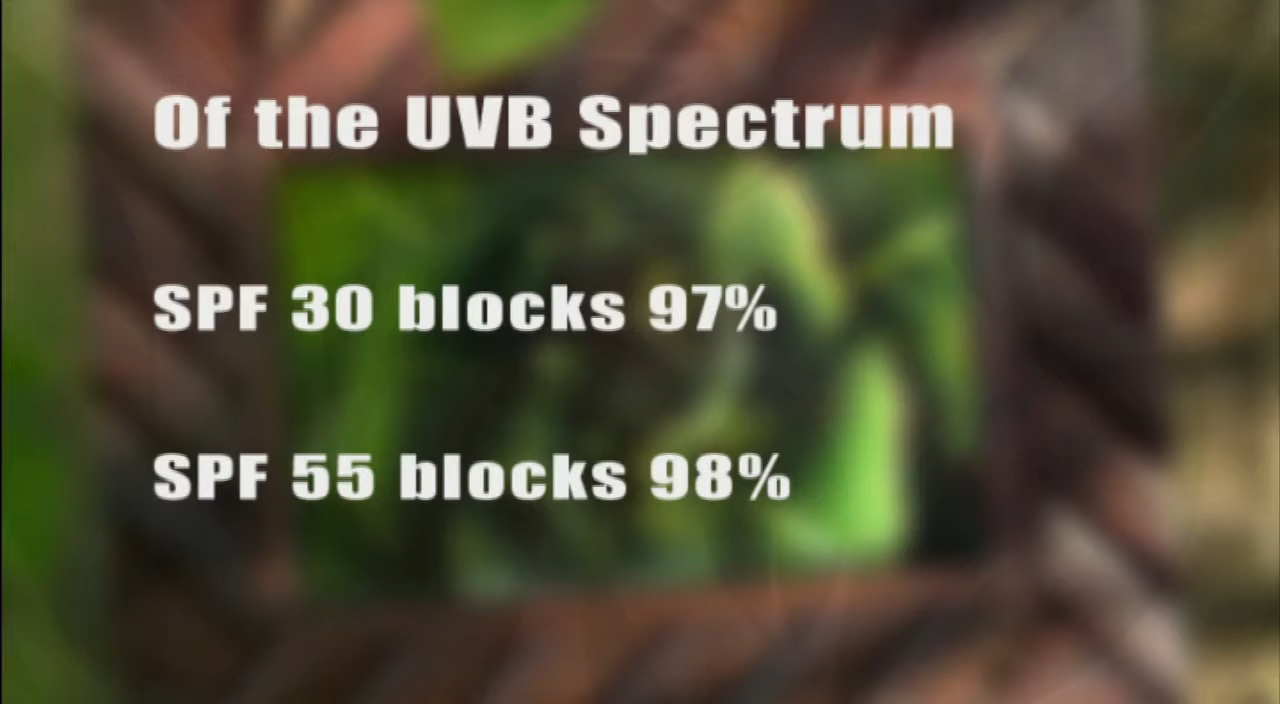 Of the UVB Spectrum
SPF 30 blocks 97%
SPF 55 blocks 98%